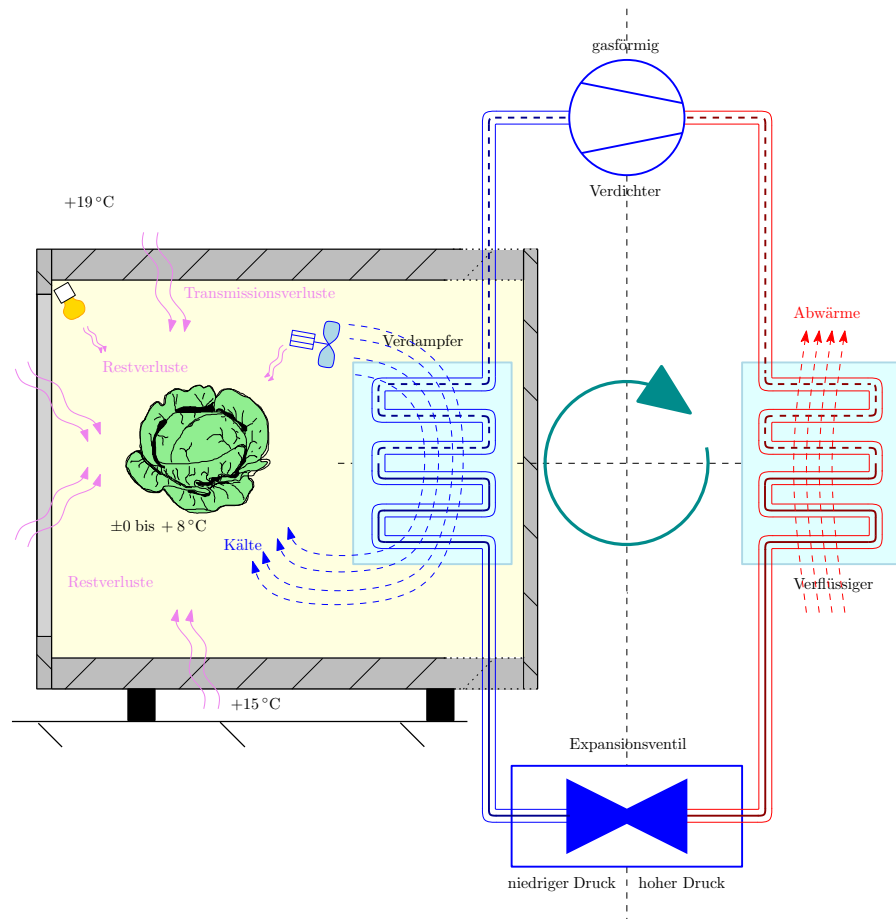 gasförmig
Verdichter
+19 °C
Transmissionsverluste
Abwärme
Verdampfer
Restverluste
±0 bis + 8 °C
Kälte
Restverluste
Verflüssiger
+15 °C
Expansionsventil
niedriger Druck
hoher Druck